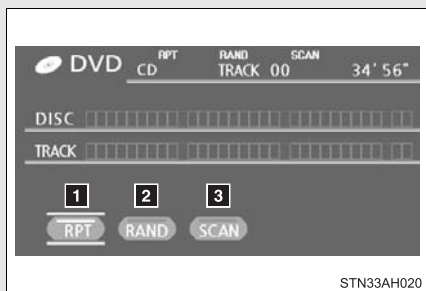 RPT RAND SCAN
DVD CD TRACK 00 34' 56"
DISC
TRACK
1 2 3
RPT RAND SCAN
STN33AH020